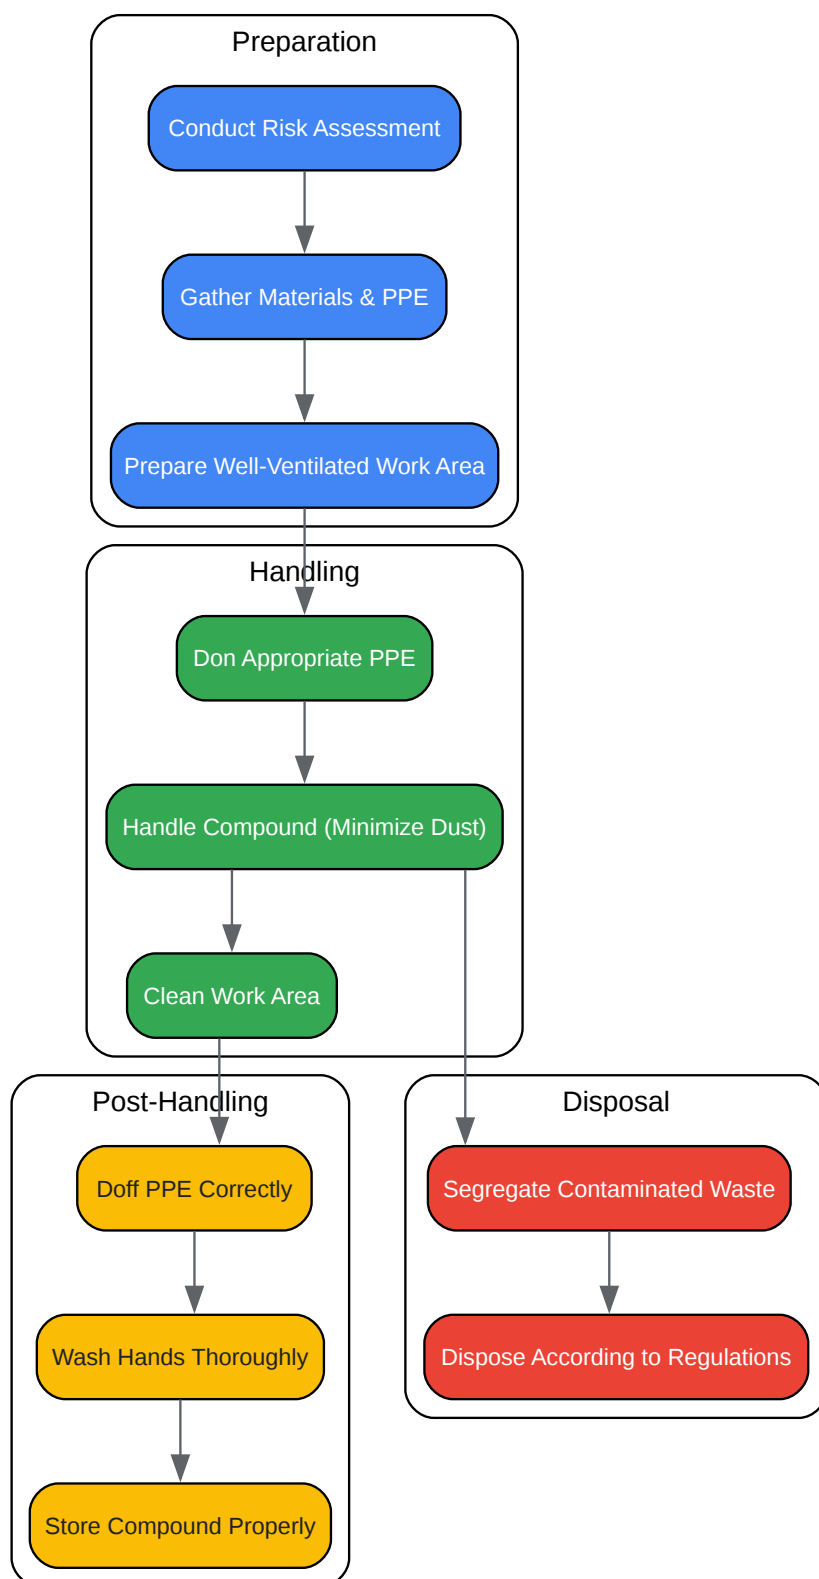 Preparation
Conduct Risk Assessment
Gather Materials & PPE
Prepare Well-Ventilated Work Area
Handling
Don Appropriate PPE
Handle Compound (Minimize Dust)
Clean Work Area
Post-Handling
Doff PPE Correctly
Wash Hands Thoroughly
Store Compound Properly
Disposal
Segregate Contaminated Waste
Dispose According to Regulations